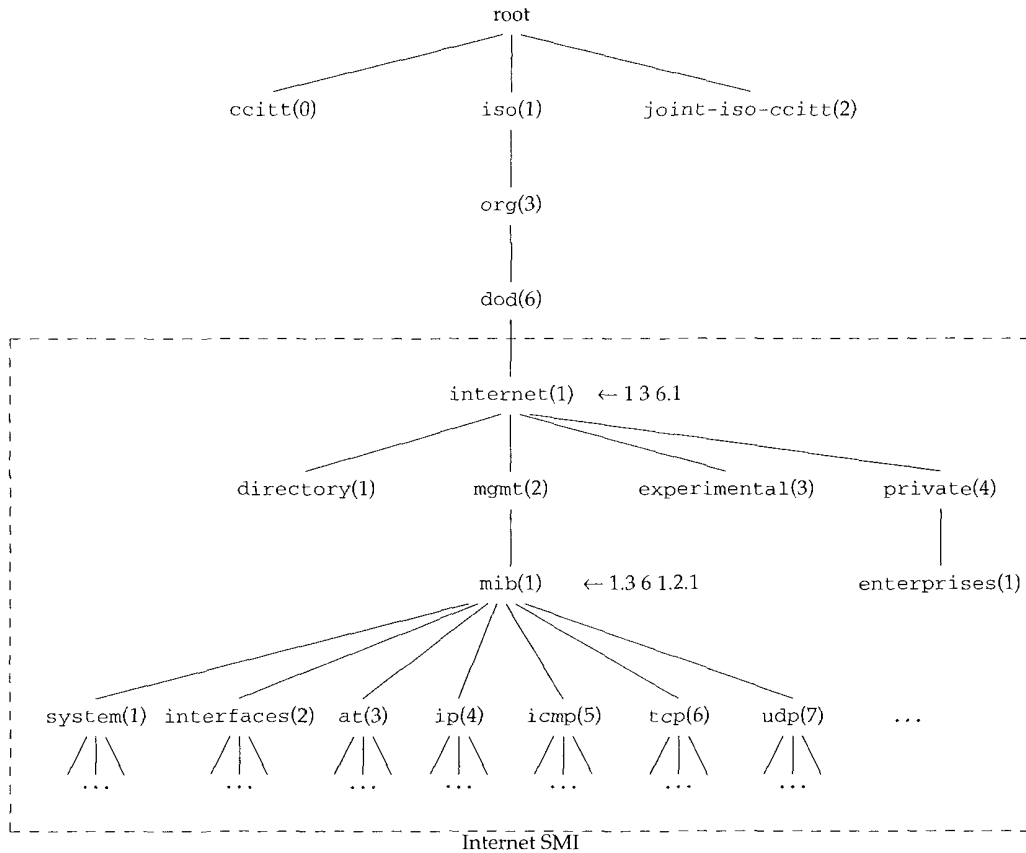 root
ccitt(0) iso(1) joint-iso-ccitt(2)
org(3)
dod(6)
internet(1) ← 1 3 6.1
directory(1) mgmt(2) experimental(3) private(4)
mib(1) ← 1.3 6 1.2.1 enterprises(1)
system(1) interfaces(2) at(3) ip(4) icmp(5) tcp(6) udp(7) ...
... ... ... ... ... ... ...
Internet SMI